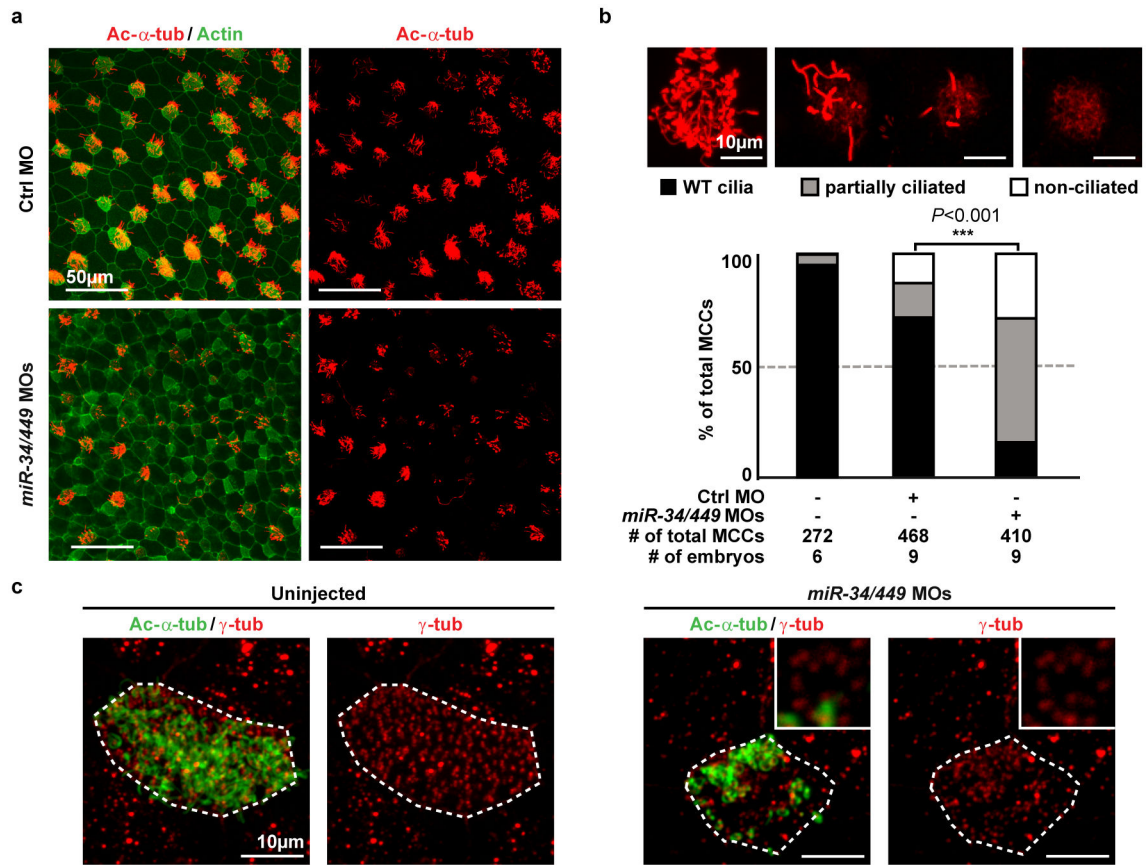 a
Ac-α-tub / Actin
Ac-α-tub
Ctrl MO
50µm
miR-34/449 MOs
b
10µm
WT cilia
partially ciliated
non-ciliated
P<0.001
***
100
50
0
% of total MCCs
Ctrl MO - + -
miR-34/449 MOs - - +
# of total MCCs 272 468 410
# of embryos 6 9 9
c
Uninjected
Ac-α-tub / γ-tub
γ-tub
10µm
miR-34/449 MOs
Ac-α-tub / γ-tub
γ-tub